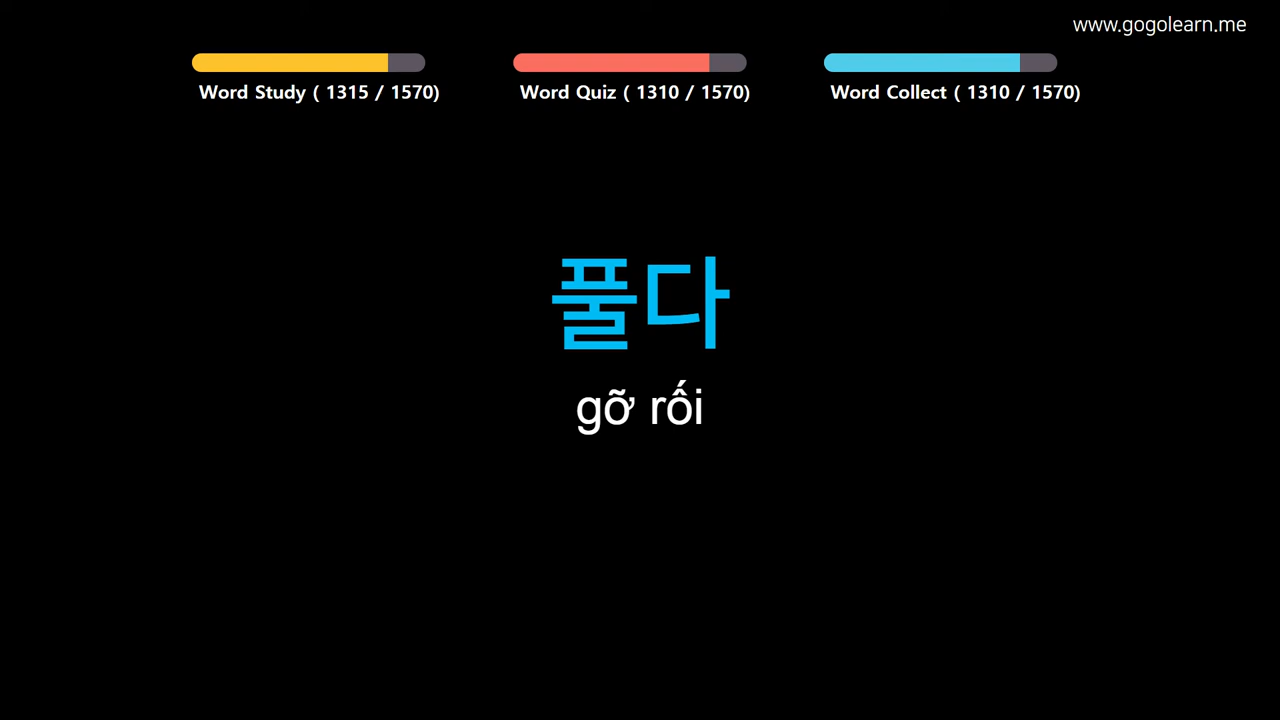 www.gogolearn.me
Word Study ( 1315 / 1570)
Word Quiz ( 1310 / 1570)
Word Collect ( 1310 / 1570)
풀다
gỡ rối